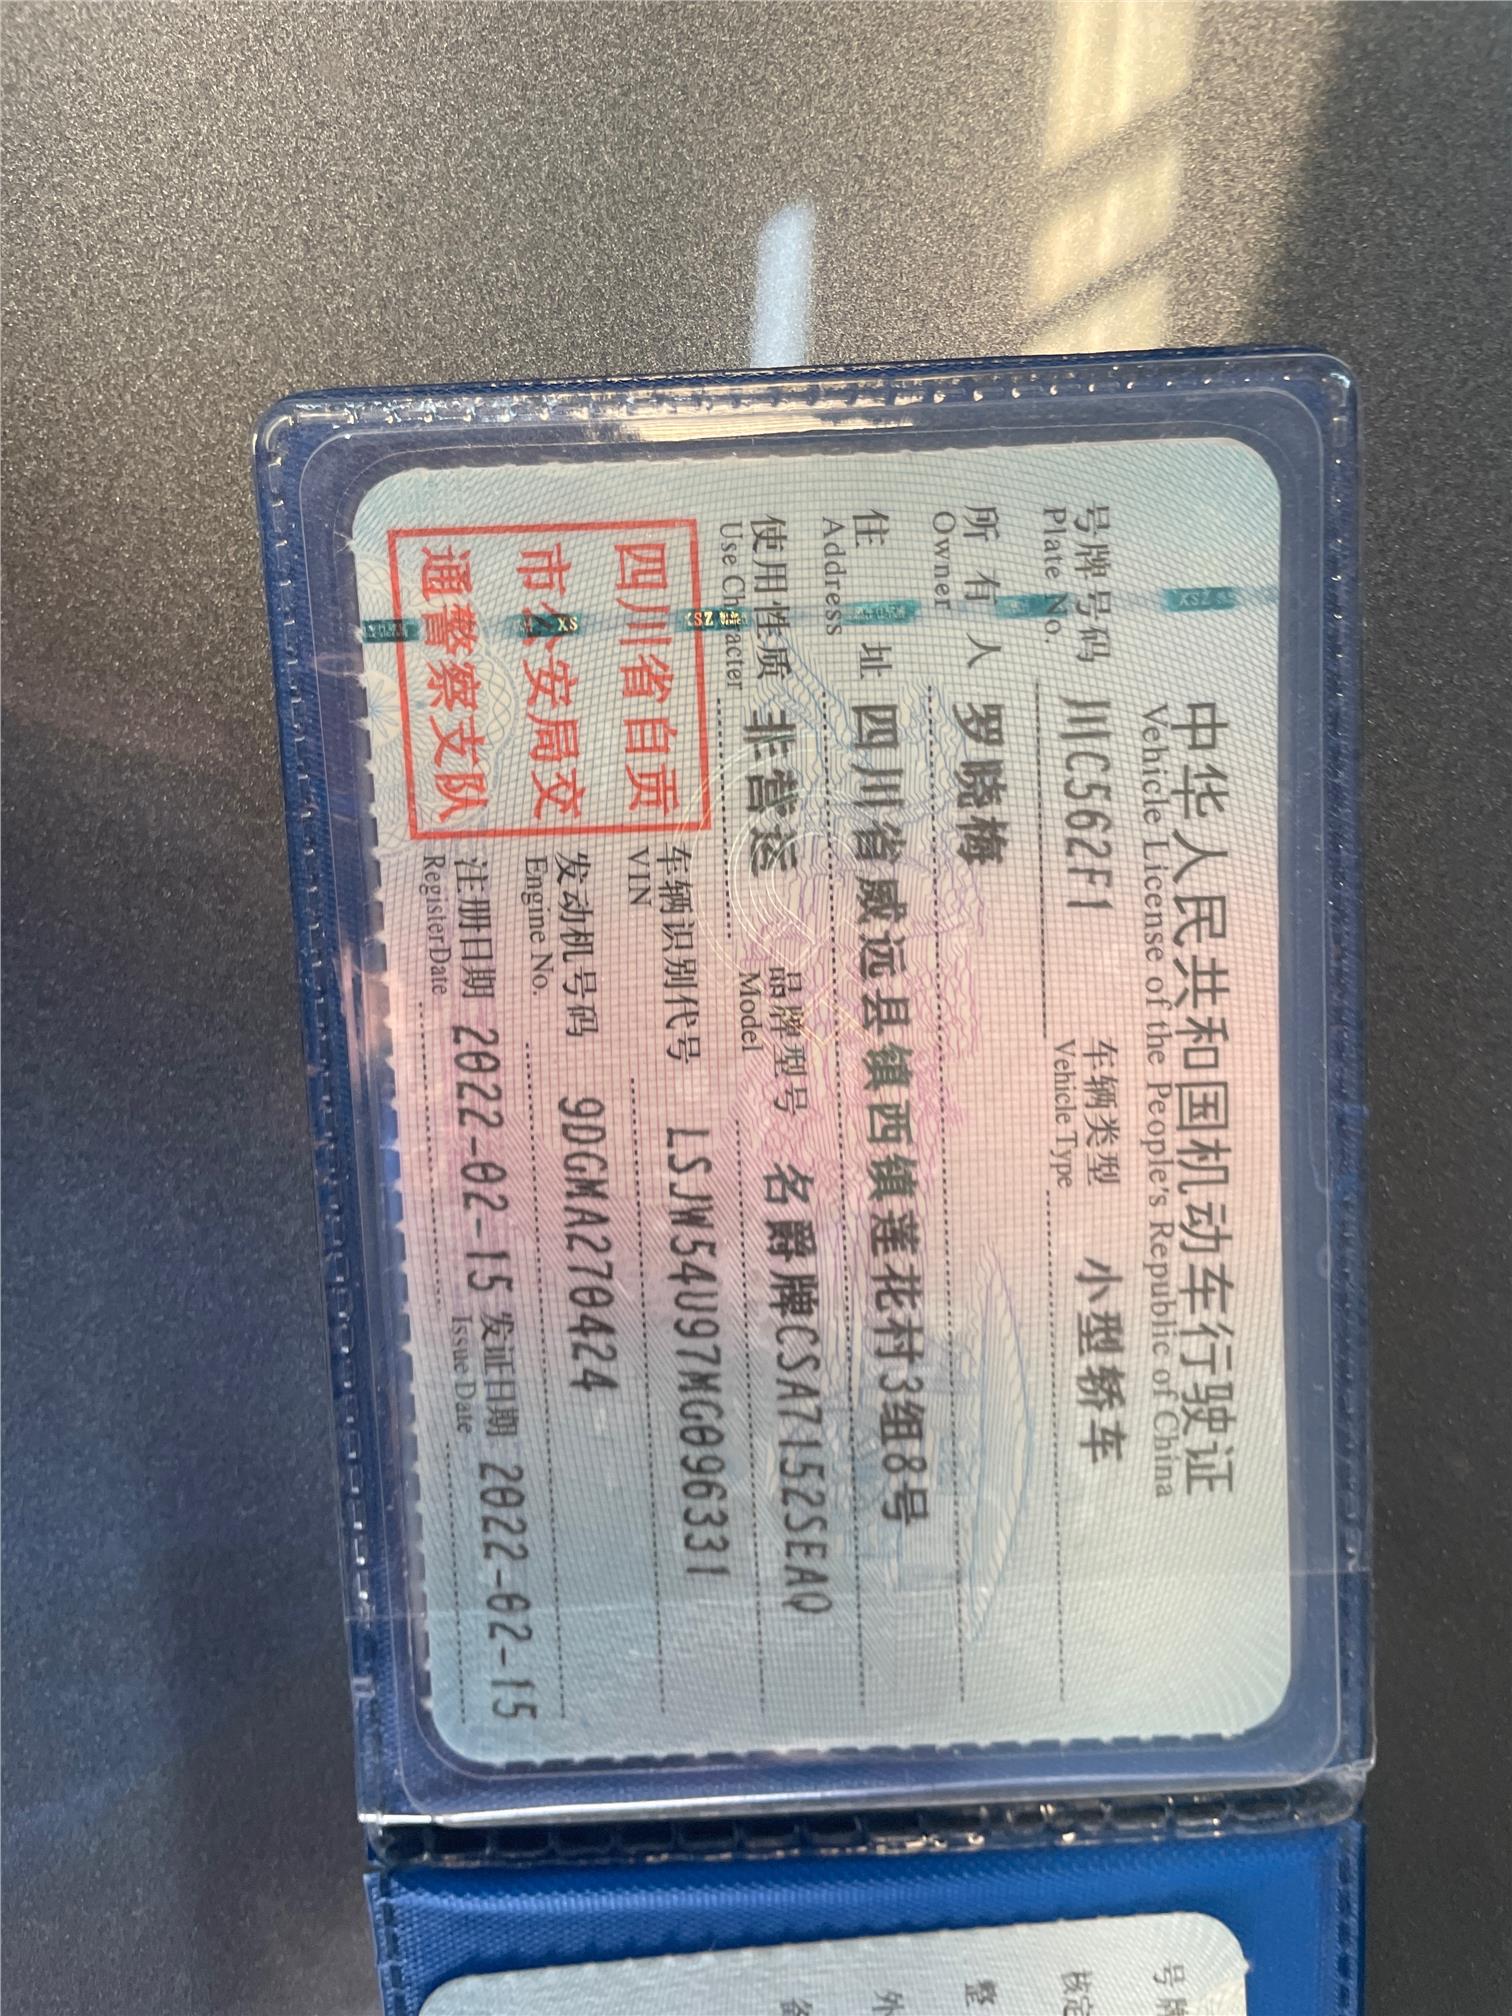 中华人民共和国机动车行驶证
Vehicle License of the People's Republic of China
号牌号码 川C562F1 车辆类型 小型轿车
Plate No. Vehicle Type
所有人 罗晓梅
Owner
住址 四川省威远县镇西镇莲花村3组8号
Address
使用性质 非营运 品牌型号 名爵牌CSA7152SEAQ
Use Character Model
四川省自贡
市公安局交
通警察支队
车辆识别代号 LSJW54U97MG096331
VIN
发动机号码 9DGMA270424
Engine No.
注册日期 2022-02-15 发证日期 2022-02-15
Register Date Issue Date
号牌
核定
整
外